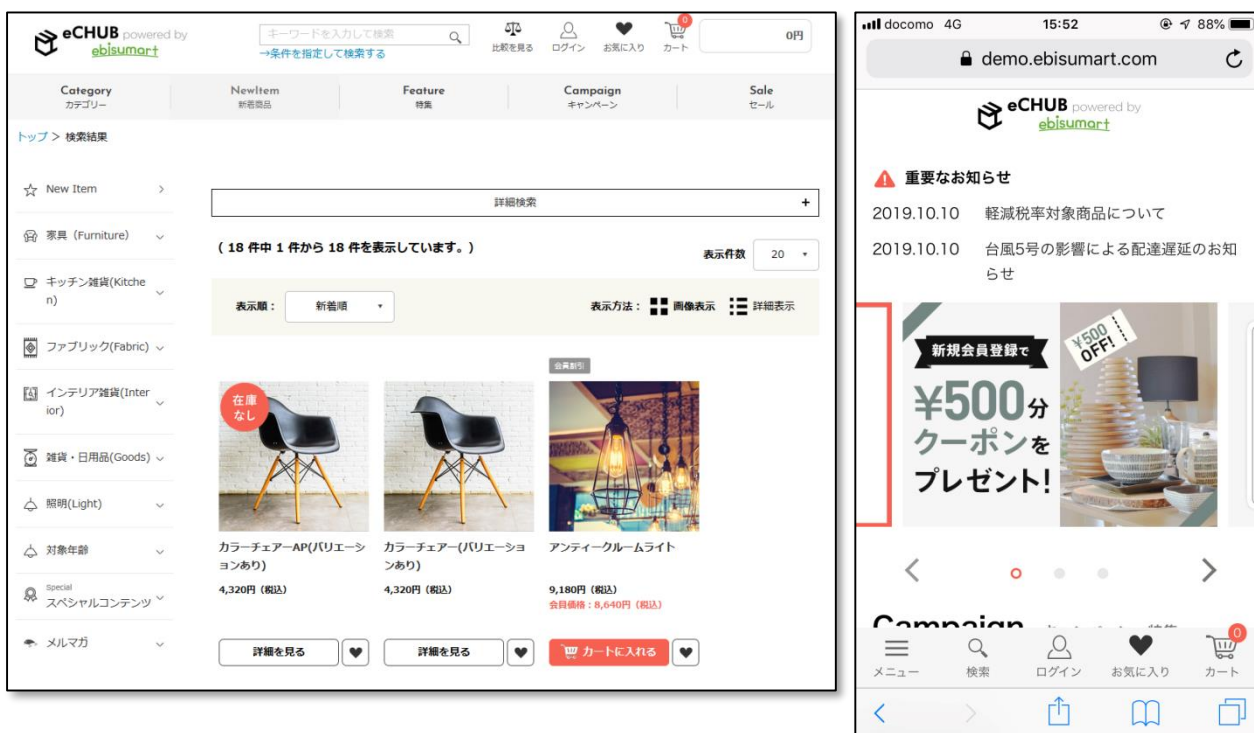 eCHUB powered by
ebisumart
キーワードを入力して検索
→条件を指定して検索する
比較を見る
ログイン
お気に入り
0
カート
0円
Category
カテゴリー
NewItem
新着商品
Feature
特集
Campaign
キャンペーン
Sale
セール
トップ > 検索結果
New Item
家具 (Furniture)
キッチン雑貨(Kitche
n)
ファブリック(Fabric)
インテリア雑貨(Inter
ior)
雑貨・日用品(Goods)
照明(Light)
対象年齢
Special
スペシャルコンテンツ
メルマガ
詳細検索 +
( 18 件中 1 件から 18 件を表示しています。)
表示件数 20
表示順: 新着順
表示方法: 画像表示 詳細表示
在庫
なし
カラーチェアーAP(バリエーシ
ョンあり)
4,320円 (税込)
詳細を見る
カラーチェアー(バリエーショ
ンあり)
4,320円 (税込)
詳細を見る
会員割引
アンティークルームライト
9,180円 (税込)
会員価格:8,640円 (税込)
カートに入れる
docomo 4G 15:52 88%
demo.ebisumart.com
eCHUB powered by
ebisumart
重要なお知らせ
2019.10.10 軽減税率対象商品について
2019.10.10 台風5号の影響による配達遅延のお知
らせ
新規会員登録で
¥500分
クーポンを
プレゼント!
¥500
OFF!
Campaign
メニュー
検索
ログイン
お気に入り
0
カート